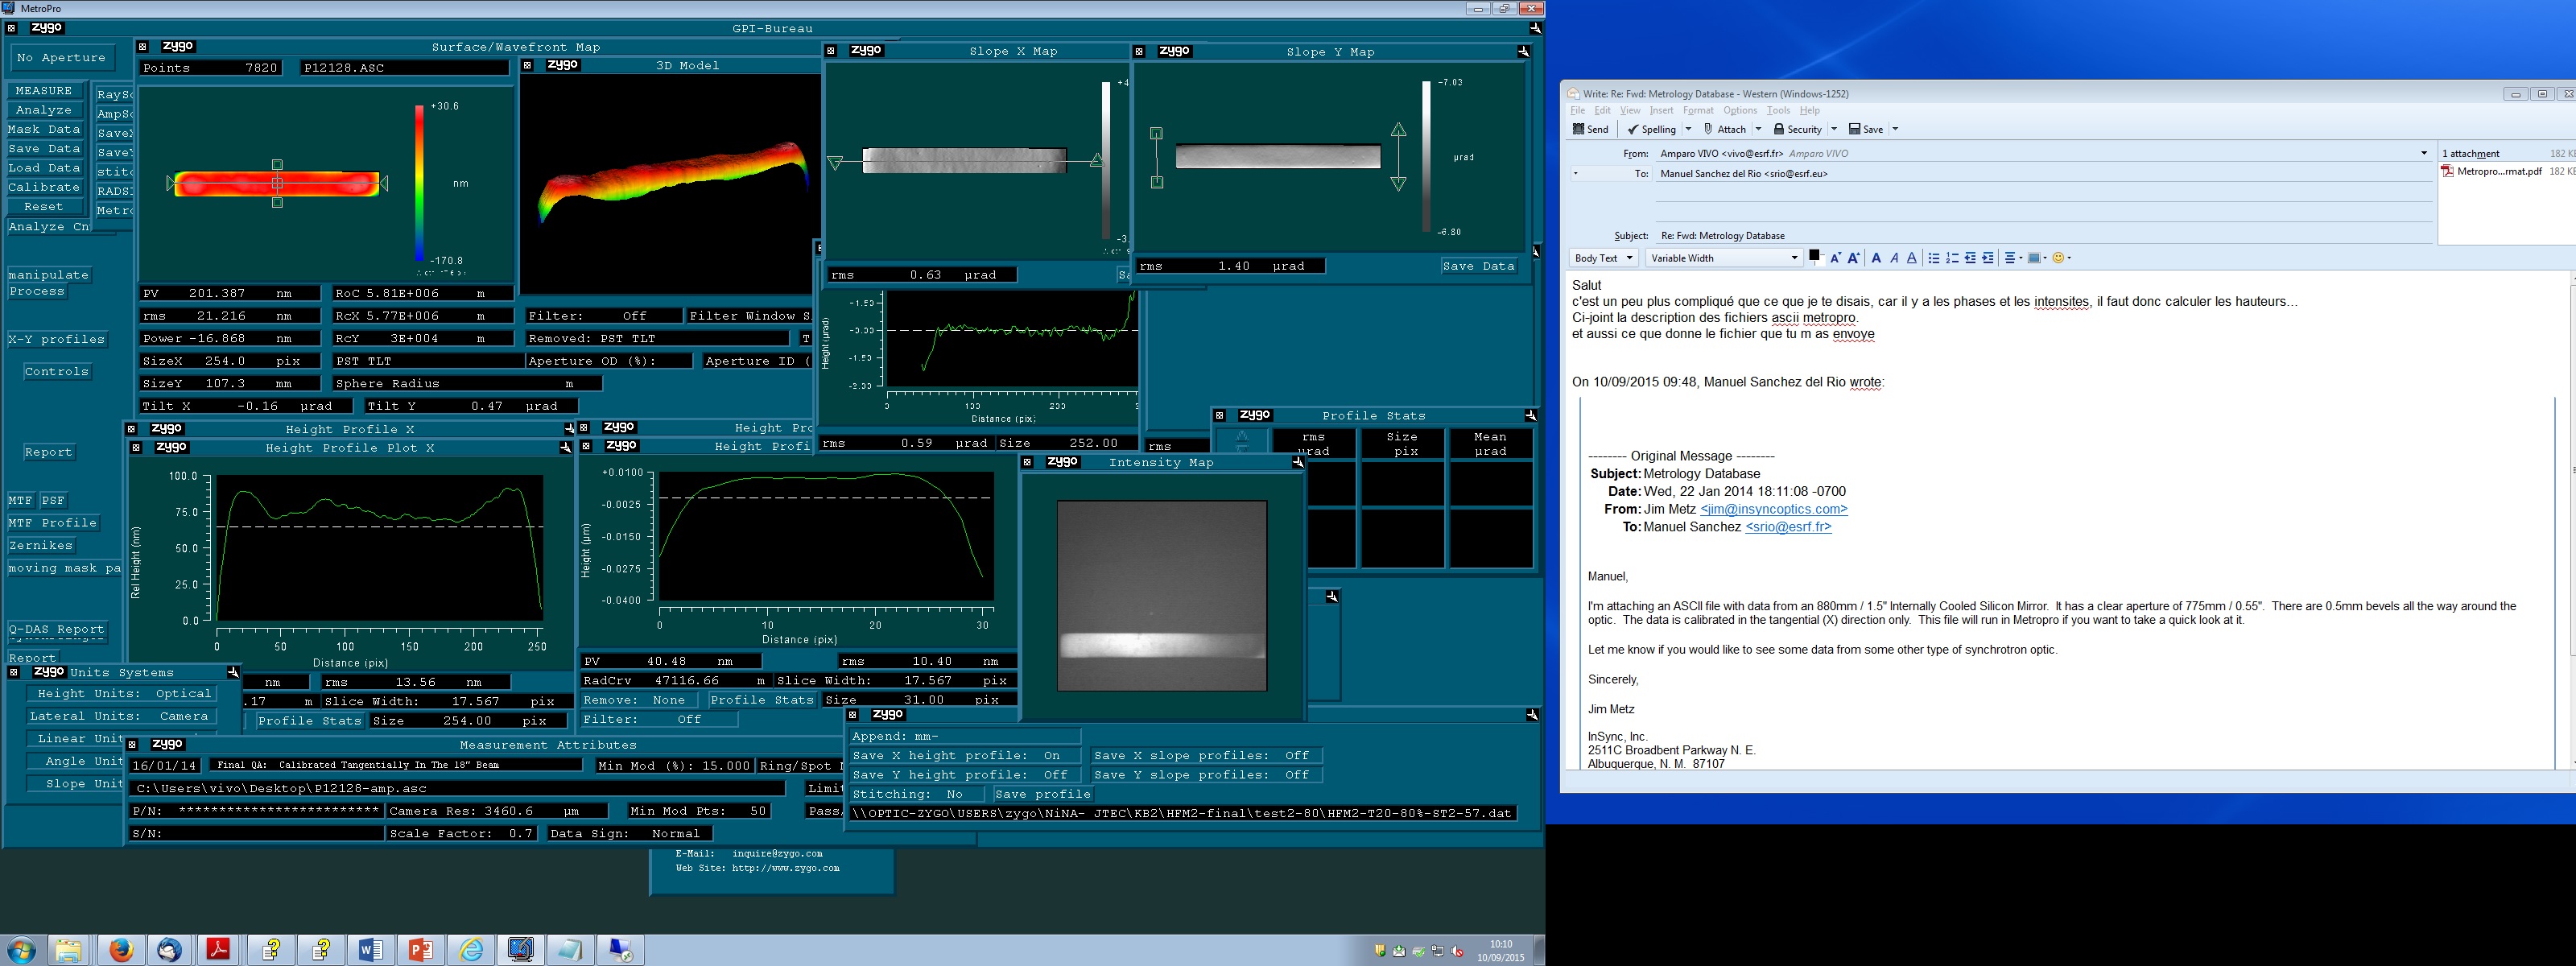 MetroPro
zygo
GPI-Bureau
No Aperture
MEASURE
Analyze
Mask Data
Save Data
Load Data
Calibrate
Reset
Analyze Cn
manipulate
Process
X-Y profiles
Controls
Report
MTF PSF
MTF Profile
Zernikes
moving mask pa
Q-DAS Report
Report
RaySc
AmpSc
SaveX
SaveY
stitc
RADSI
Metro
zygo Surface/Wavefront Map
Points 7820 P12128.ASC
+30.6
nm
-170.8
zygo 3D Model
PV 201.387 nm RoC 5.81E+006 m
rms 21.216 nm RcX 5.77E+006 m Filter: Off Filter Window S
Power -16.868 nm RcY 3E+004 m Removed: PST TLT T
SizeX 254.0 pix PST TLT Aperture OD (%): Aperture ID (
SizeY 107.3 mm Sphere Radius m
Tilt X -0.16 µrad Tilt Y 0.47 µrad
zygo Slope X Map
+4
-3.
rms 0.63 µrad Sa
zygo Slope Y Map
-7.03
µrad
-6.80
rms 1.40 µrad Save Data
Height (µrad)
0 100 200 3
Distance (pix)
rms 0.59 µrad Size 252.00
rms
zygo Profile Stats
rms Size Mean
µrad pix µrad
zygo Height Profile X
zygo Height Profile Plot X
100.0
75.0
50.0
25.0
0.0
Rel Height (nm)
0 50 100 150 200 250
Distance (pix)
nm rms 13.56 nm
.17 m Slice Width: 17.567 pix
Profile Stats Size 254.00 pix
zygo Height Pro
zygo Height Profi
+0.0100
-0.0025
-0.0150
-0.0275
-0.0400
Height (µm)
0 10 20 30
Distance (pix)
PV 40.48 nm rms 10.40 nm
RadCrv 47116.66 m Slice Width: 17.567 pix
Remove: None Profile Stats Size 31.00 pix
Filter: Off
zygo Intensity Map
zygo Units Systems
Height Units: Optical
Lateral Units: Camera
Linear Unit
Angle Unit
Slope Unit
zygo Measurement Attributes
16/01/14 Final QA: Calibrated Tangentially In The 18" Beam Min Mod (%): 15.000 Ring/Spot
C:\Users\vivo\Desktop\P12128-amp.asc Limit
P/N: ************************* Camera Res: 3460.6 µm Min Mod Pts: 50 Pass/
S/N: Scale Factor: 0.7 Data Sign: Normal
zygo
Append: mm-
Save X height profile: On Save X slope profiles: Off
Save Y height profile: Off Save Y slope profiles: Off
Stitching: No Save profile
\\OPTIC-ZYGO\USERS\zygo\NiNA- JTEC\KB2\HFM2-final\test2-80\HFM2-T20-80%-ST2-57.dat
E-Mail: inquire@zygo.com
Web Site: http://www.zygo.com
10:10
10/09/2015
Write: Re: Fwd: Metrology Database - Western (Windows-1252)
File Edit View Insert Format Options Tools Help
Send Spelling Attach Security Save
From: Amparo VIVO <vivo@esrf.fr> Amparo VIVO
To: Manuel Sanchez del Rio <srio@esrf.eu>
1 attachment 182 KE
Metropro...rmat.pdf 182 KE
Subject: Re: Fwd: Metrology Database
Body Text Variable Width
Salut
c'est un peu plus compliqué que ce que je te disais, car il y a les phases et les intensites, il faut donc calculer les hauteurs...
Ci-joint la description des fichiers ascii metropro.
et aussi ce que donne le fichier que tu m as envoye
On 10/09/2015 09:48, Manuel Sanchez del Rio wrote:
-------- Original Message --------
Subject: Metrology Database
Date: Wed, 22 Jan 2014 18:11:08 -0700
From: Jim Metz <jim@insyncoptics.com>
To: Manuel Sanchez <srio@esrf.fr>
Manuel,
I'm attaching an ASCII file with data from an 880mm / 1.5" Internally Cooled Silicon Mirror. It has a clear aperture of 775mm / 0.55". There are 0.5mm bevels all the way around the
optic. The data is calibrated in the tangential (X) direction only. This file will run in Metropro if you want to take a quick look at it.
Let me know if you would like to see some data from some other type of synchrotron optic.
Sincerely,
Jim Metz
InSync, Inc.
2511C Broadbent Parkway N. E.
Albuquerque, N. M. 87107